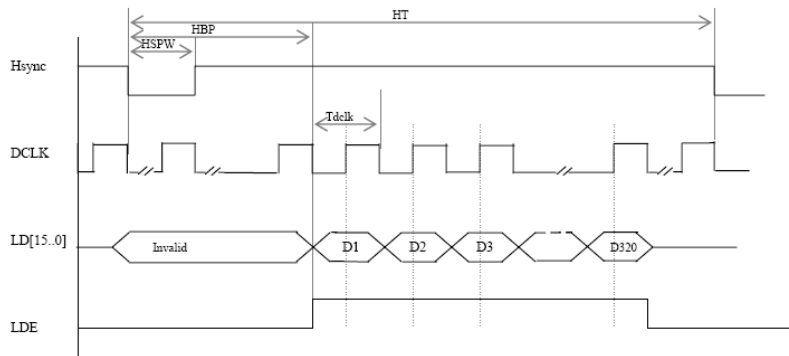 HT
HBP
HSPW
Hsync
Tdclk
DCLK
LD[15..0]
Invalid
D1
D2
D3
D320
LDE